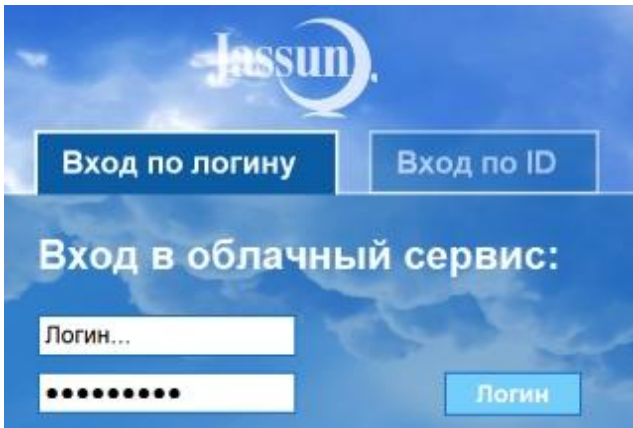 Jassun
Вход по логину
Вход по ID
Вход в облачный сервис:
Логин...
●●●●●●●●●
Логин